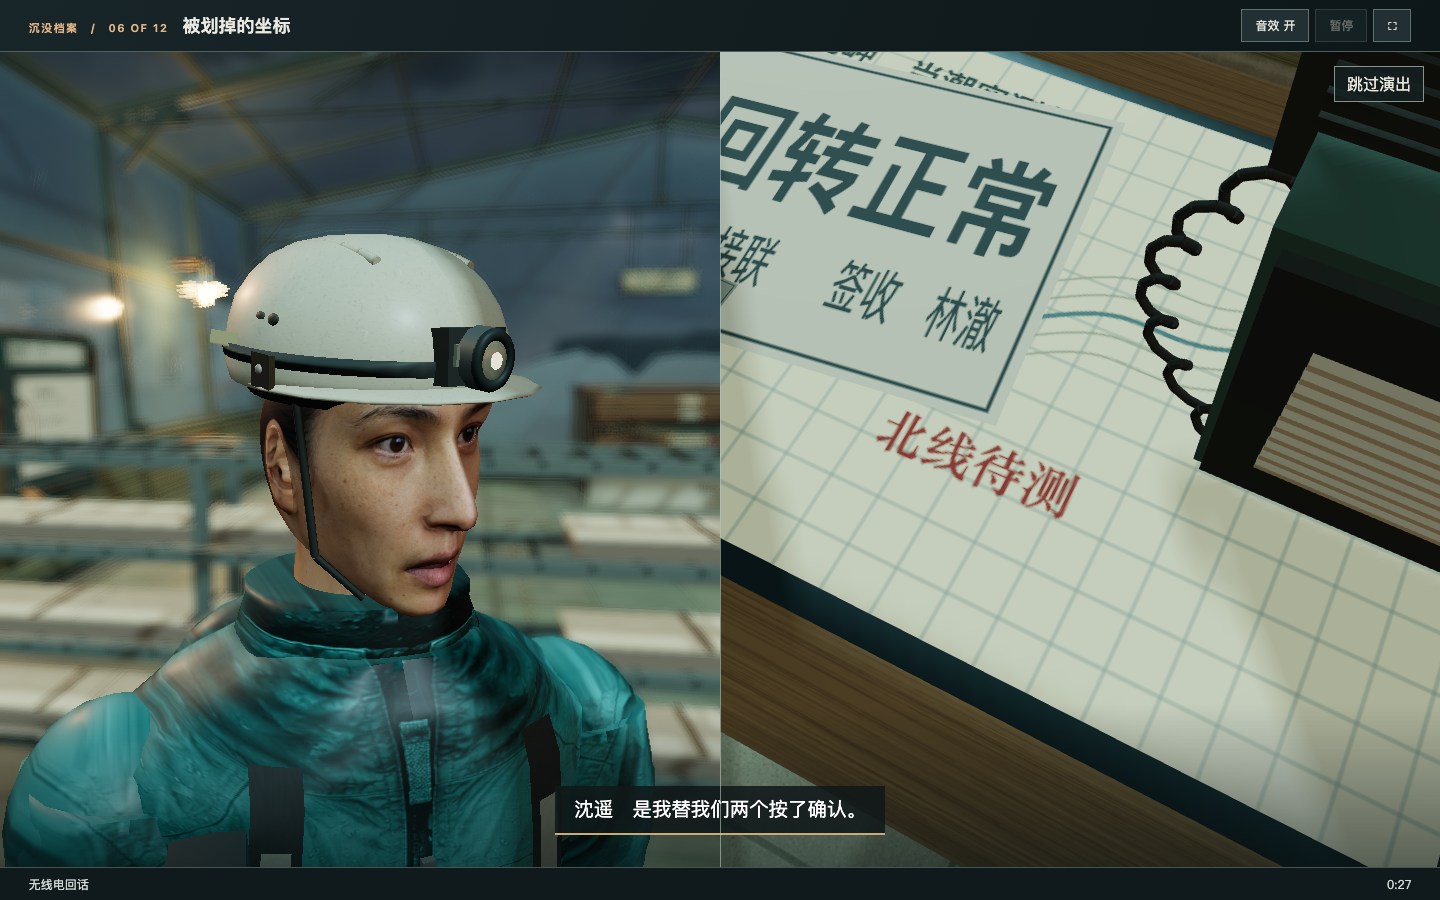 沉没档案 / 06 OF 12 被划掉的坐标
音效 开
暂停
跳过演出
回转正常
接联
签收 林澈
北线待测
沈遥 是我替我们两个按了确认。
无线电回话
0:27